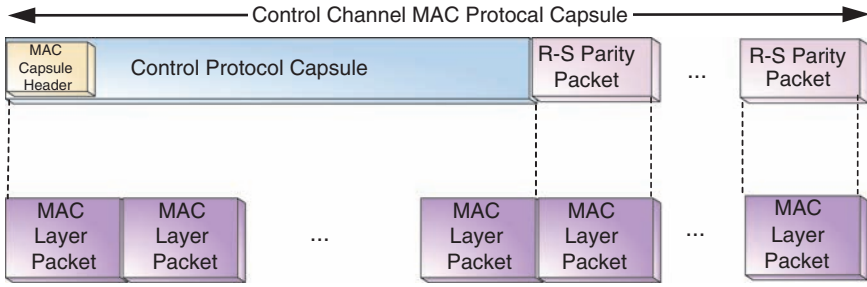 Control Channel MAC Protocal Capsule
MAC
Capsule
Header
Control Protocol Capsule
R-S Parity
Packet
...
R-S Parity
Packet
MAC
Layer
Packet
MAC
Layer
Packet
...
MAC
Layer
Packet
MAC
Layer
Packet
...
MAC
Layer
Packet